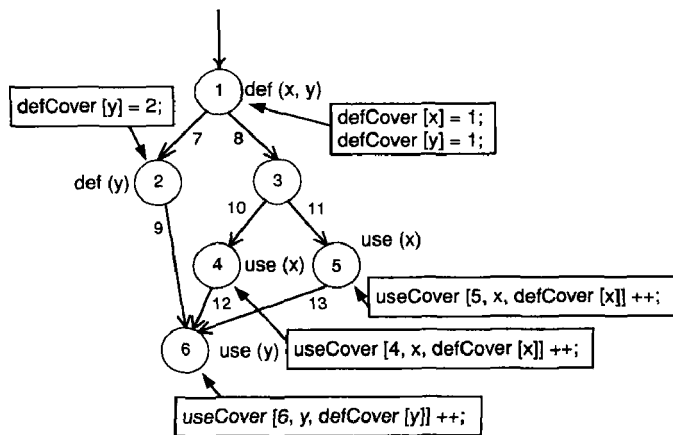 1
def (x, y)
defCover [y] = 2;
defCover [x] = 1;
defCover [y] = 1;
7
8
2
3
def (y)
9
10
11
use (x)
4
use (x)
5
useCover [5, x, defCover [x]] ++;
12
13
6
use (y)
useCover [4, x, defCover [x]] ++;
useCover [6, y, defCover [y]] ++;